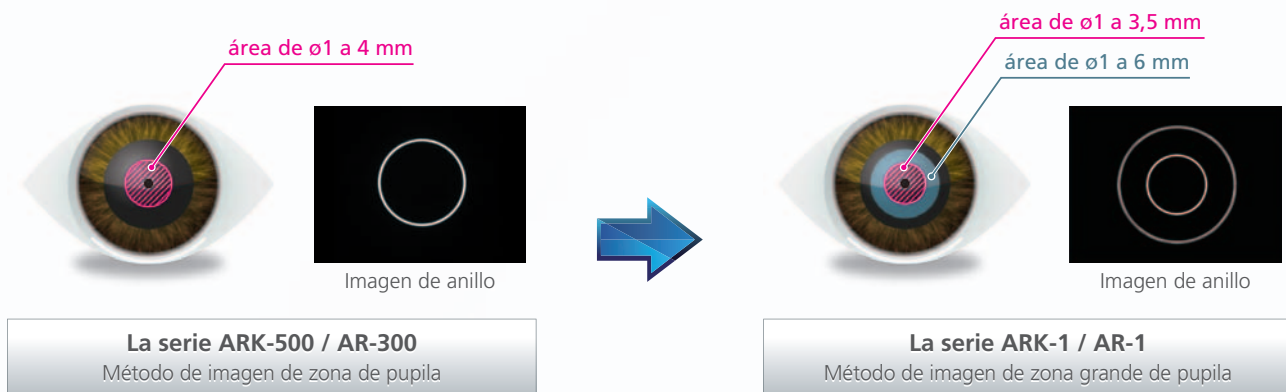 área de ø1 a 4 mm
Imagen de anillo
La serie ARK-500 / AR-300
Método de imagen de zona de pupila
área de ø1 a 3,5 mm
área de ø1 a 6 mm
Imagen de anillo
La serie ARK-1 / AR-1
Método de imagen de zona grande de pupila